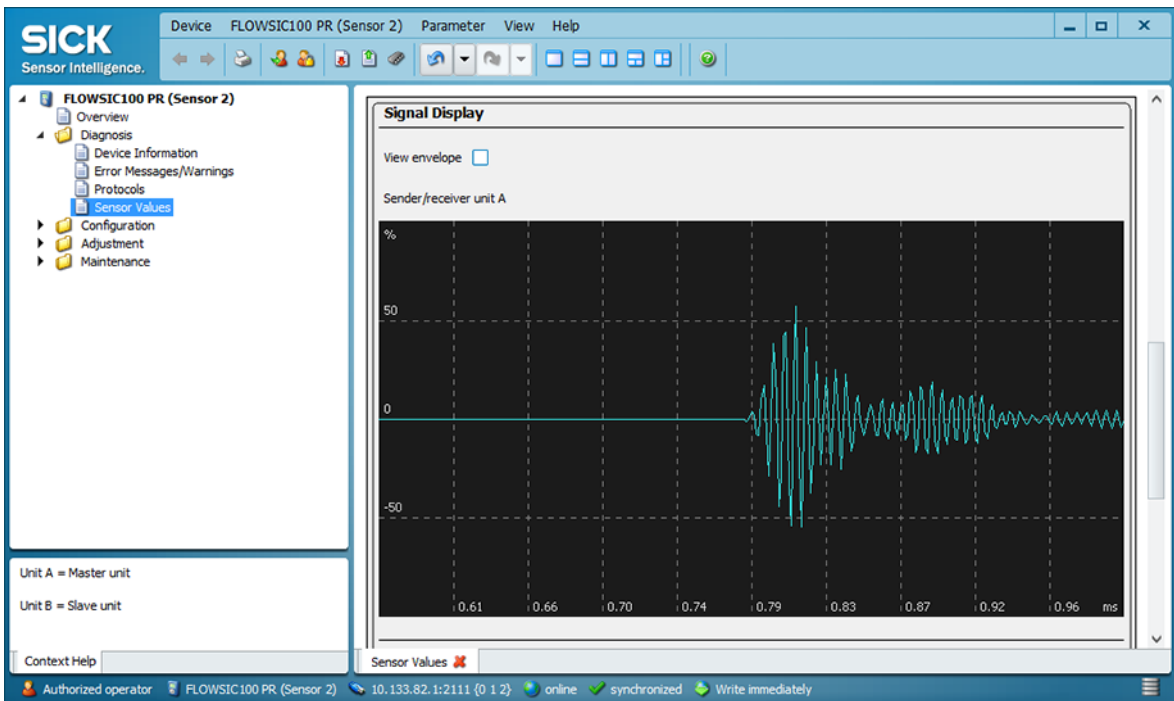 SICK
Sensor Intelligence.
Device FLOWSIC100 PR (Sensor 2) Parameter View Help
FLOWSIC100 PR (Sensor 2)
Overview
Diagnosis
Device Information
Error Messages/Warnings
Protocols
Sensor Values
Configuration
Adjustment
Maintenance
Unit A = Master unit
Unit B = Slave unit
Context Help
Signal Display
View envelope
Sender/receiver unit A
%
50
0
-50
0.61 0.66 0.70 0.74 0.79 0.83 0.87 0.92 0.96 ms
Sensor Values
Authorized operator FLOWSIC100 PR (Sensor 2) 10.133.82.1:2111 {0 1 2} online synchronized Write immediately